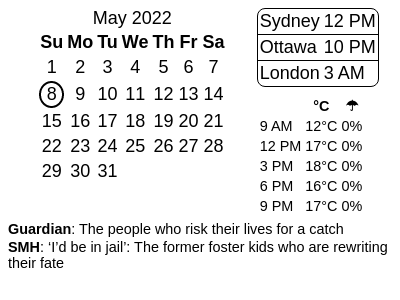 May 2022
Su Mo Tu We Th Fr Sa
1 2 3 4 5 6 7
8 9 10 11 12 13 14
15 16 17 18 19 20 21
22 23 24 25 26 27 28
29 30 31
Sydney 12 PM
Ottawa 10 PM
London 3 AM
°C ☂
9 AM 12°C 0%
12 PM 17°C 0%
3 PM 18°C 0%
6 PM 16°C 0%
9 PM 17°C 0%
Guardian: The people who risk their lives for a catch
SMH: ‘I’d be in jail’: The former foster kids who are rewriting
their fate